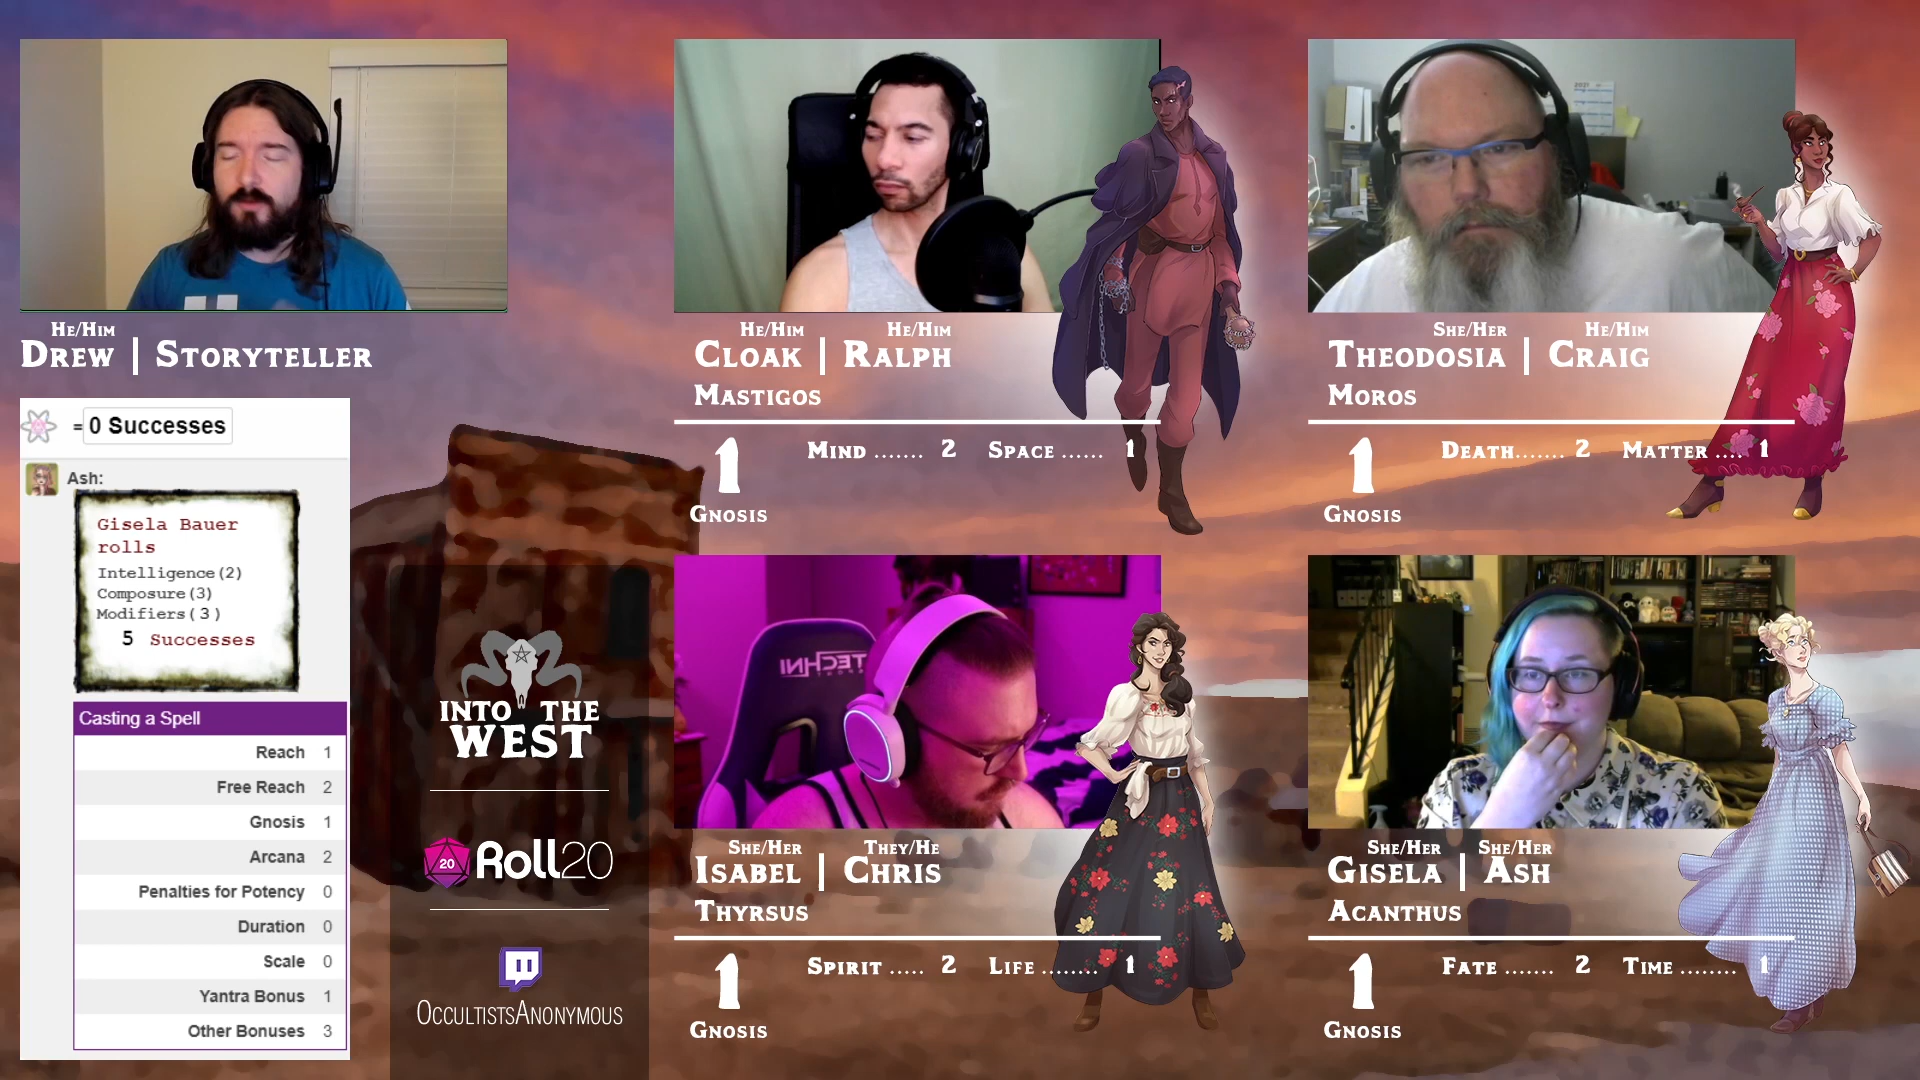 He/Him
Drew | Storyteller
= 0 Successes
Ash:
Gisela Bauer
rolls
Intelligence(2)
Composure(3)
Modifiers(3)
5 Successes
Casting a Spell
Reach 1
Free Reach 2
Gnosis 1
Arcana 2
Penalties for Potency 0
Duration 0
Scale 0
Yantra Bonus 1
Other Bonuses 3
INTO THE
WEST
20
Roll20
OccultistsAnonymous
He/Him He/Him
Cloak | Ralph
Mastigos
1
Gnosis
Mind ....... 2 Space ...... 1
2021
She/Her He/Him
Theodosia | Craig
Moros
1
Gnosis
Death....... 2 Matter .... 1
TECHNI
She/Her They/He
Isabel | Chris
Thyrsus
1
Gnosis
Spirit ..... 2 Life ........ 1
She/Her She/Her
Gisela | Ash
Acanthus
1
Gnosis
Fate ....... 2 Time ........ 1